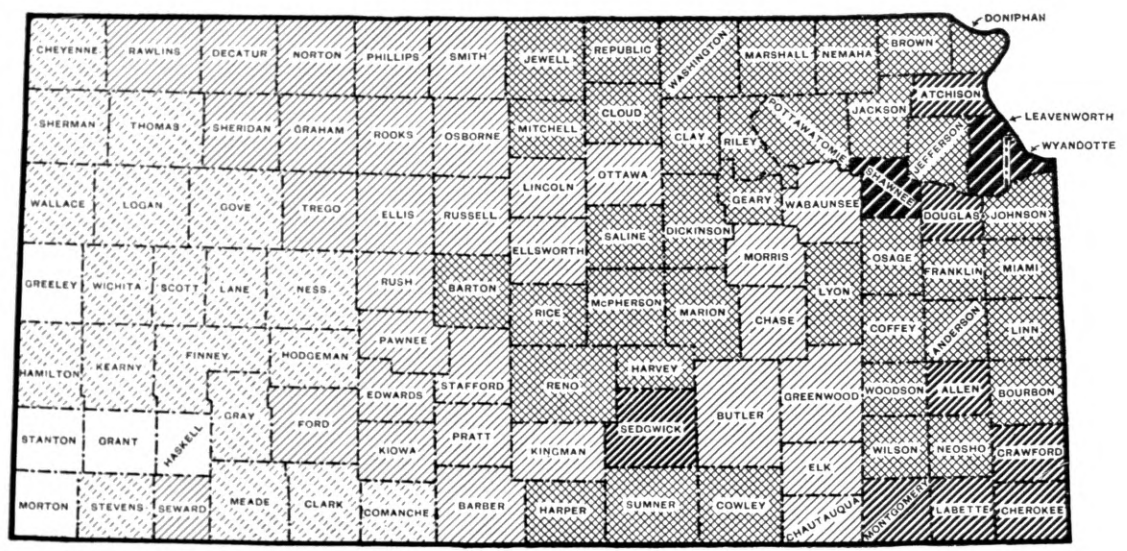 DONIPHAN
CHEYENNE RAWLINS DECATUR NORTON PHILLIPS SMITH JEWELL REPUBLIC WASHINGTON MARSHALL NEMAHA BROWN
ATCHISON
LEAVENWORTH
WYANDOTTE
SHERMAN THOMAS SHERIDAN GRAHAM ROOKS OSBORNE MITCHELL CLOUD CLAY RILEY POTTAWATOMIE JACKSON JEFFERSON
SHAWNEE
WALLACE LOGAN GOVE TREGO ELLIS RUSSELL LINCOLN OTTAWA GEARY WABAUNSEE DOUGLAS JOHNSON
ELLSWORTH SALINE DICKINSON MORRIS OSAGE FRANKLIN MIAMI
GREELEY WICHITA SCOTT LANE NESS RUSH BARTON RICE McPHERSON MARION CHASE LYON
COFFEY ANDERSON LINN
HAMILTON KEARNY FINNEY HODGEMAN PAWNEE STAFFORD RENO HARVEY
GRAY FORD EDWARDS BUTLER GREENWOOD WOODSON ALLEN BOURBON
STANTON GRANT HASKELL KIOWA PRATT KINGMAN SEDGWICK ELK WILSON NEOSHO CRAWFORD
MORTON STEVENS SEWARD MEADE CLARK COMANCHE BARBER HARPER SUMNER COWLEY CHAUTAUQUA MONTGOMERY LABETTE CHEROKEE